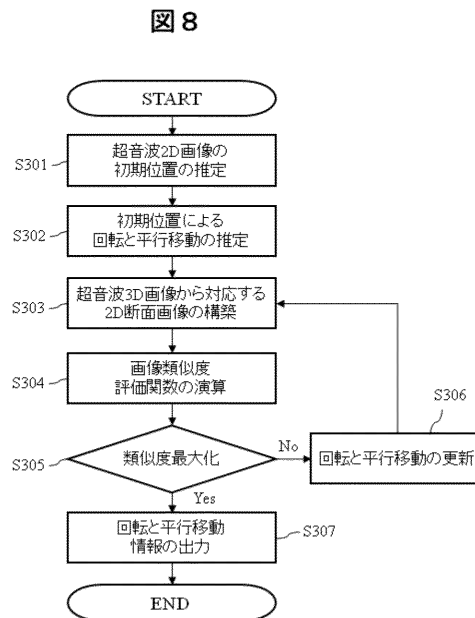 図8
START
超音波2D画像の
初期位置の推定
S301
初期位置による
回転と平行移動の推定
S302
超音波3D画像から対応する
2D断面画像の構築
S303
画像類似度
評価関数の演算
S304
類似度最大化
S305
No
S306
回転と平行移動の更新
Yes
回転と平行移動
情報の出力
S307
END